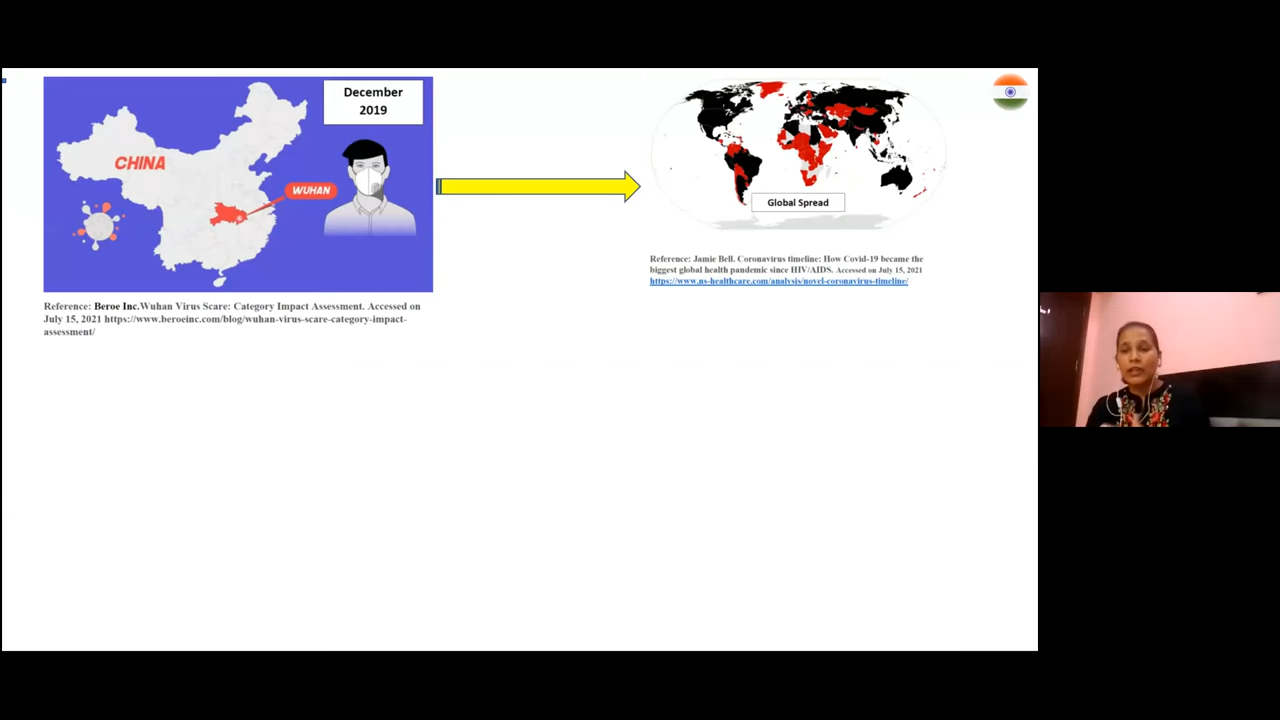 December
2019
CHINA
WUHAN
Global Spread
Reference: Beroe Inc.Wuhan Virus Scare: Category Impact Assessment. Accessed on
July 15, 2021 https://www.beroeinc.com/blog/wuhan-virus-scare-category-impact-
assessment/
Reference: Jamie Bell. Coronavirus timeline: How Covid-19 became the
biggest global health pandemic since HIV/AIDS. Accessed on July 15, 2021
https://www.ns-healthcare.com/analysis/novel-coronavirus-timeline/